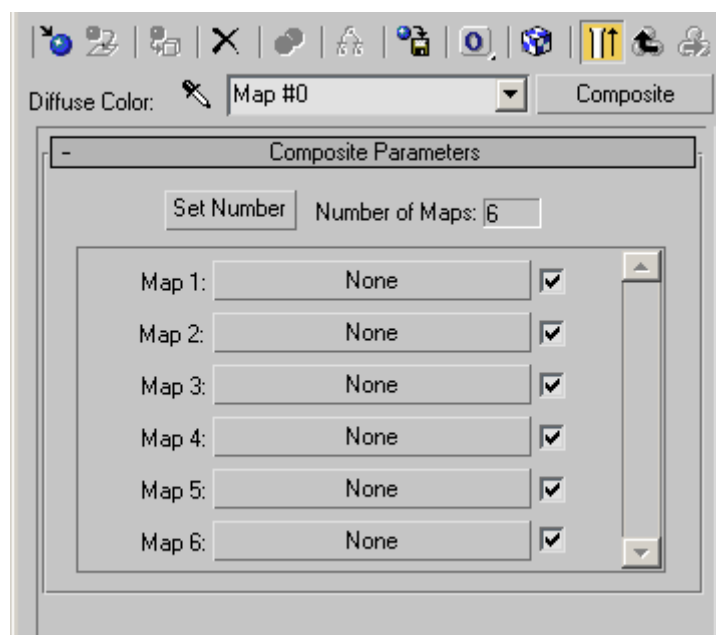 Diffuse Color: Map #0 Composite
- Composite Parameters
Set Number Number of Maps: 6
Map 1: None
Map 2: None
Map 3: None
Map 4: None
Map 5: None
Map 6: None